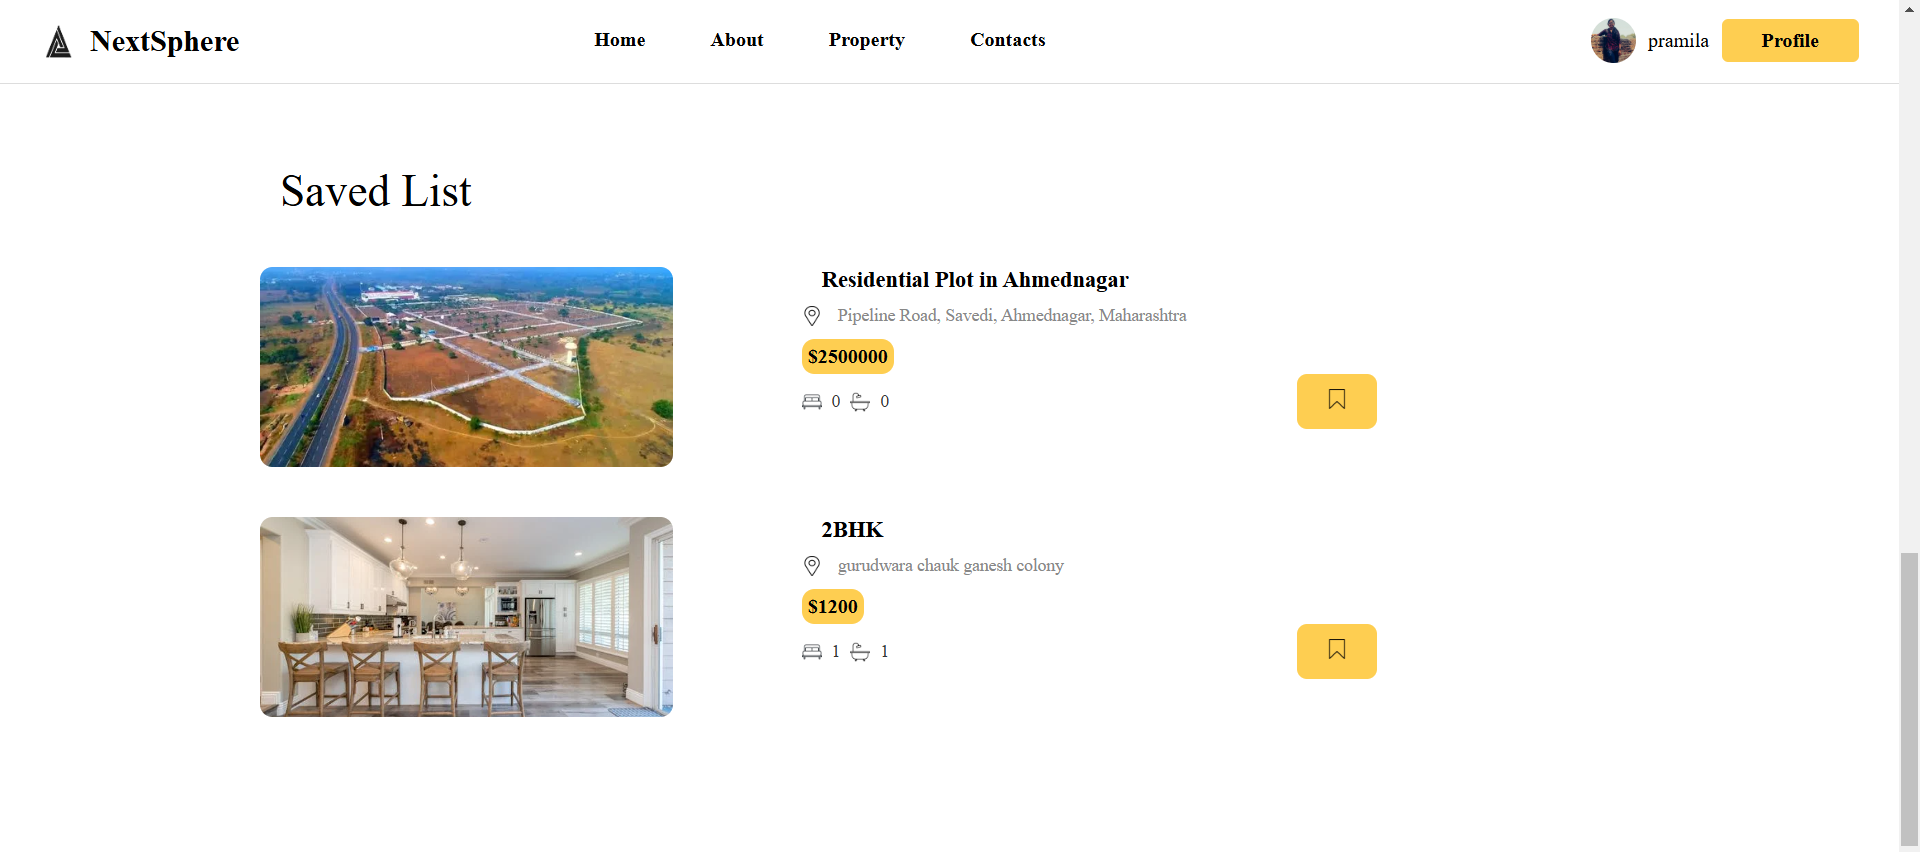 NextSphere
Home
About
Property
Contacts
pramila
Profile
Saved List
Residential Plot in Ahmednagar
Pipeline Road, Savedi, Ahmednagar, Maharashtra
$2500000
0 0
2BHK
gurudwara chauk ganesh colony
$1200
1 1